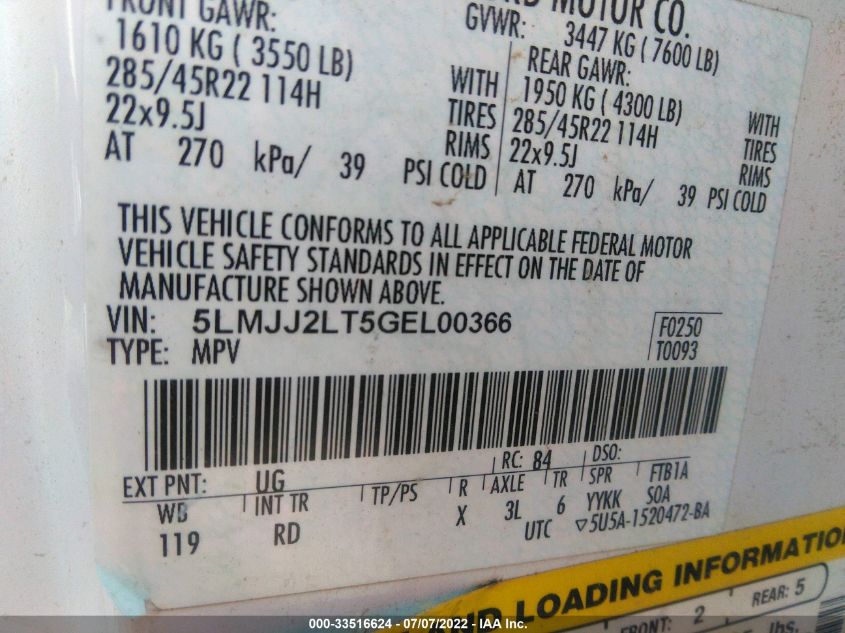 FRONT GAWR:
1610 KG ( 3550 LB)
285/45R22 114H WITH
22x9.5J TIRES
RIMS
AT 270 kPa/ 39 PSI COLD
MOTOR CO.
GVWR: 3447 KG ( 7600 LB)
REAR GAWR:
1950 KG ( 4300 LB) WITH
285/45R22 114H TIRES
22x9.5J RIMS
AT 270 kPa/ 39 PSI COLD
THIS VEHICLE CONFORMS TO ALL APPLICABLE FEDERAL MOTOR
VEHICLE SAFETY STANDARDS IN EFFECT ON THE DATE OF
MANUFACTURE SHOWN ABOVE.
VIN: 5LMJJ2LT5GEL00366 F0250
TYPE: MPV T0093
EXT PNT: UG RC: 84 DSO:
WB INT TR TP/PS R AXLE TR SPR FTB1A
119 RD X 3L 6 YYKK SOA
UTC ▽5U5A-1520472-BA
AND LOADING INFORMATION
FRONT: 2 REAR: 5
lbs.
000-33516624 - 07/07/2022 - IAA Inc.